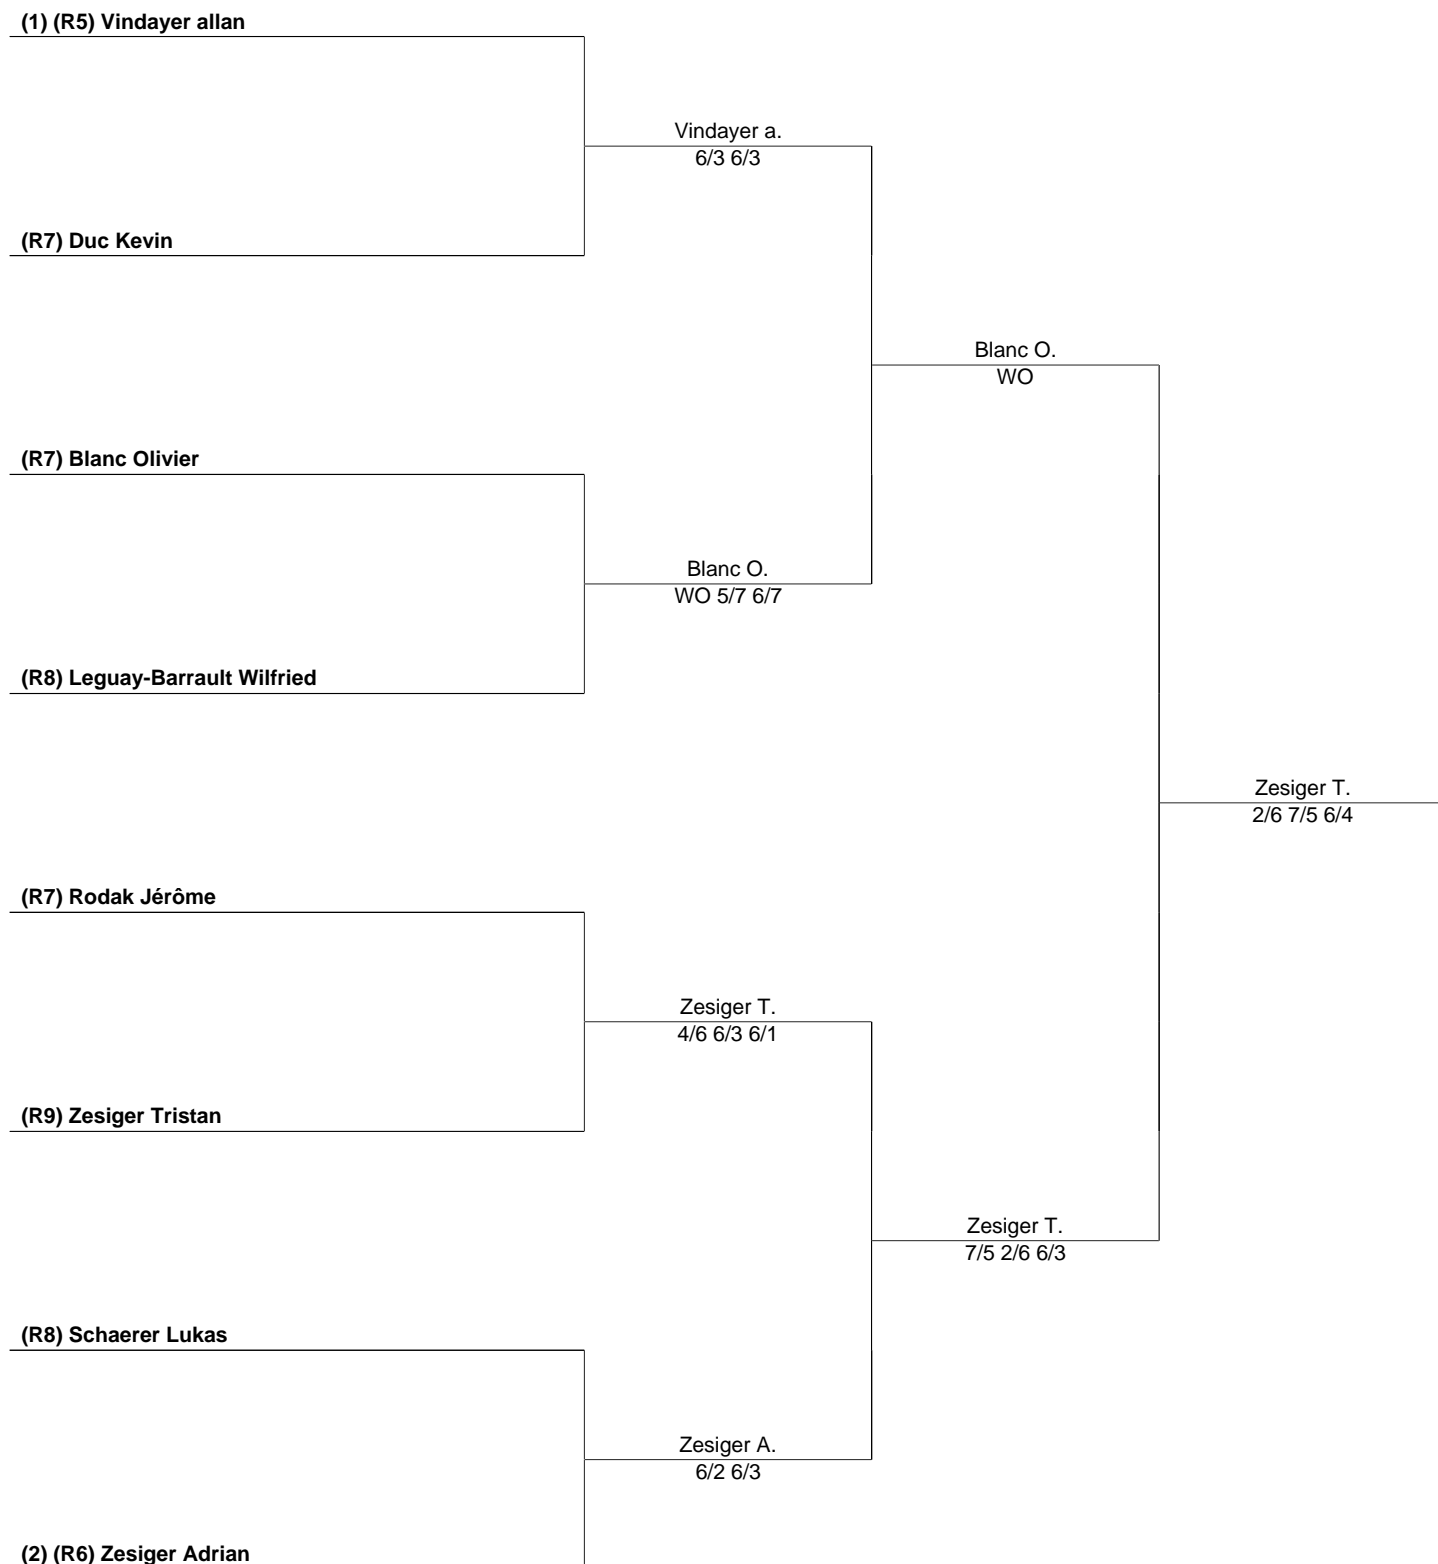 (1) (R5) Vindayer allan
Vindayer a.
6/3 6/3
(R7) Duc Kevin
Blanc O.
WO
(R7) Blanc Olivier
Blanc O.
WO 5/7 6/7
(R8) Leguay-Barrault Wilfried
Zesiger T.
2/6 7/5 6/4
(R7) Rodak Jérôme
Zesiger T.
4/6 6/3 6/1
(R9) Zesiger Tristan
Zesiger T.
7/5 2/6 6/3
(R8) Schaerer Lukas
Zesiger A.
6/2 6/3
(2) (R6) Zesiger Adrian